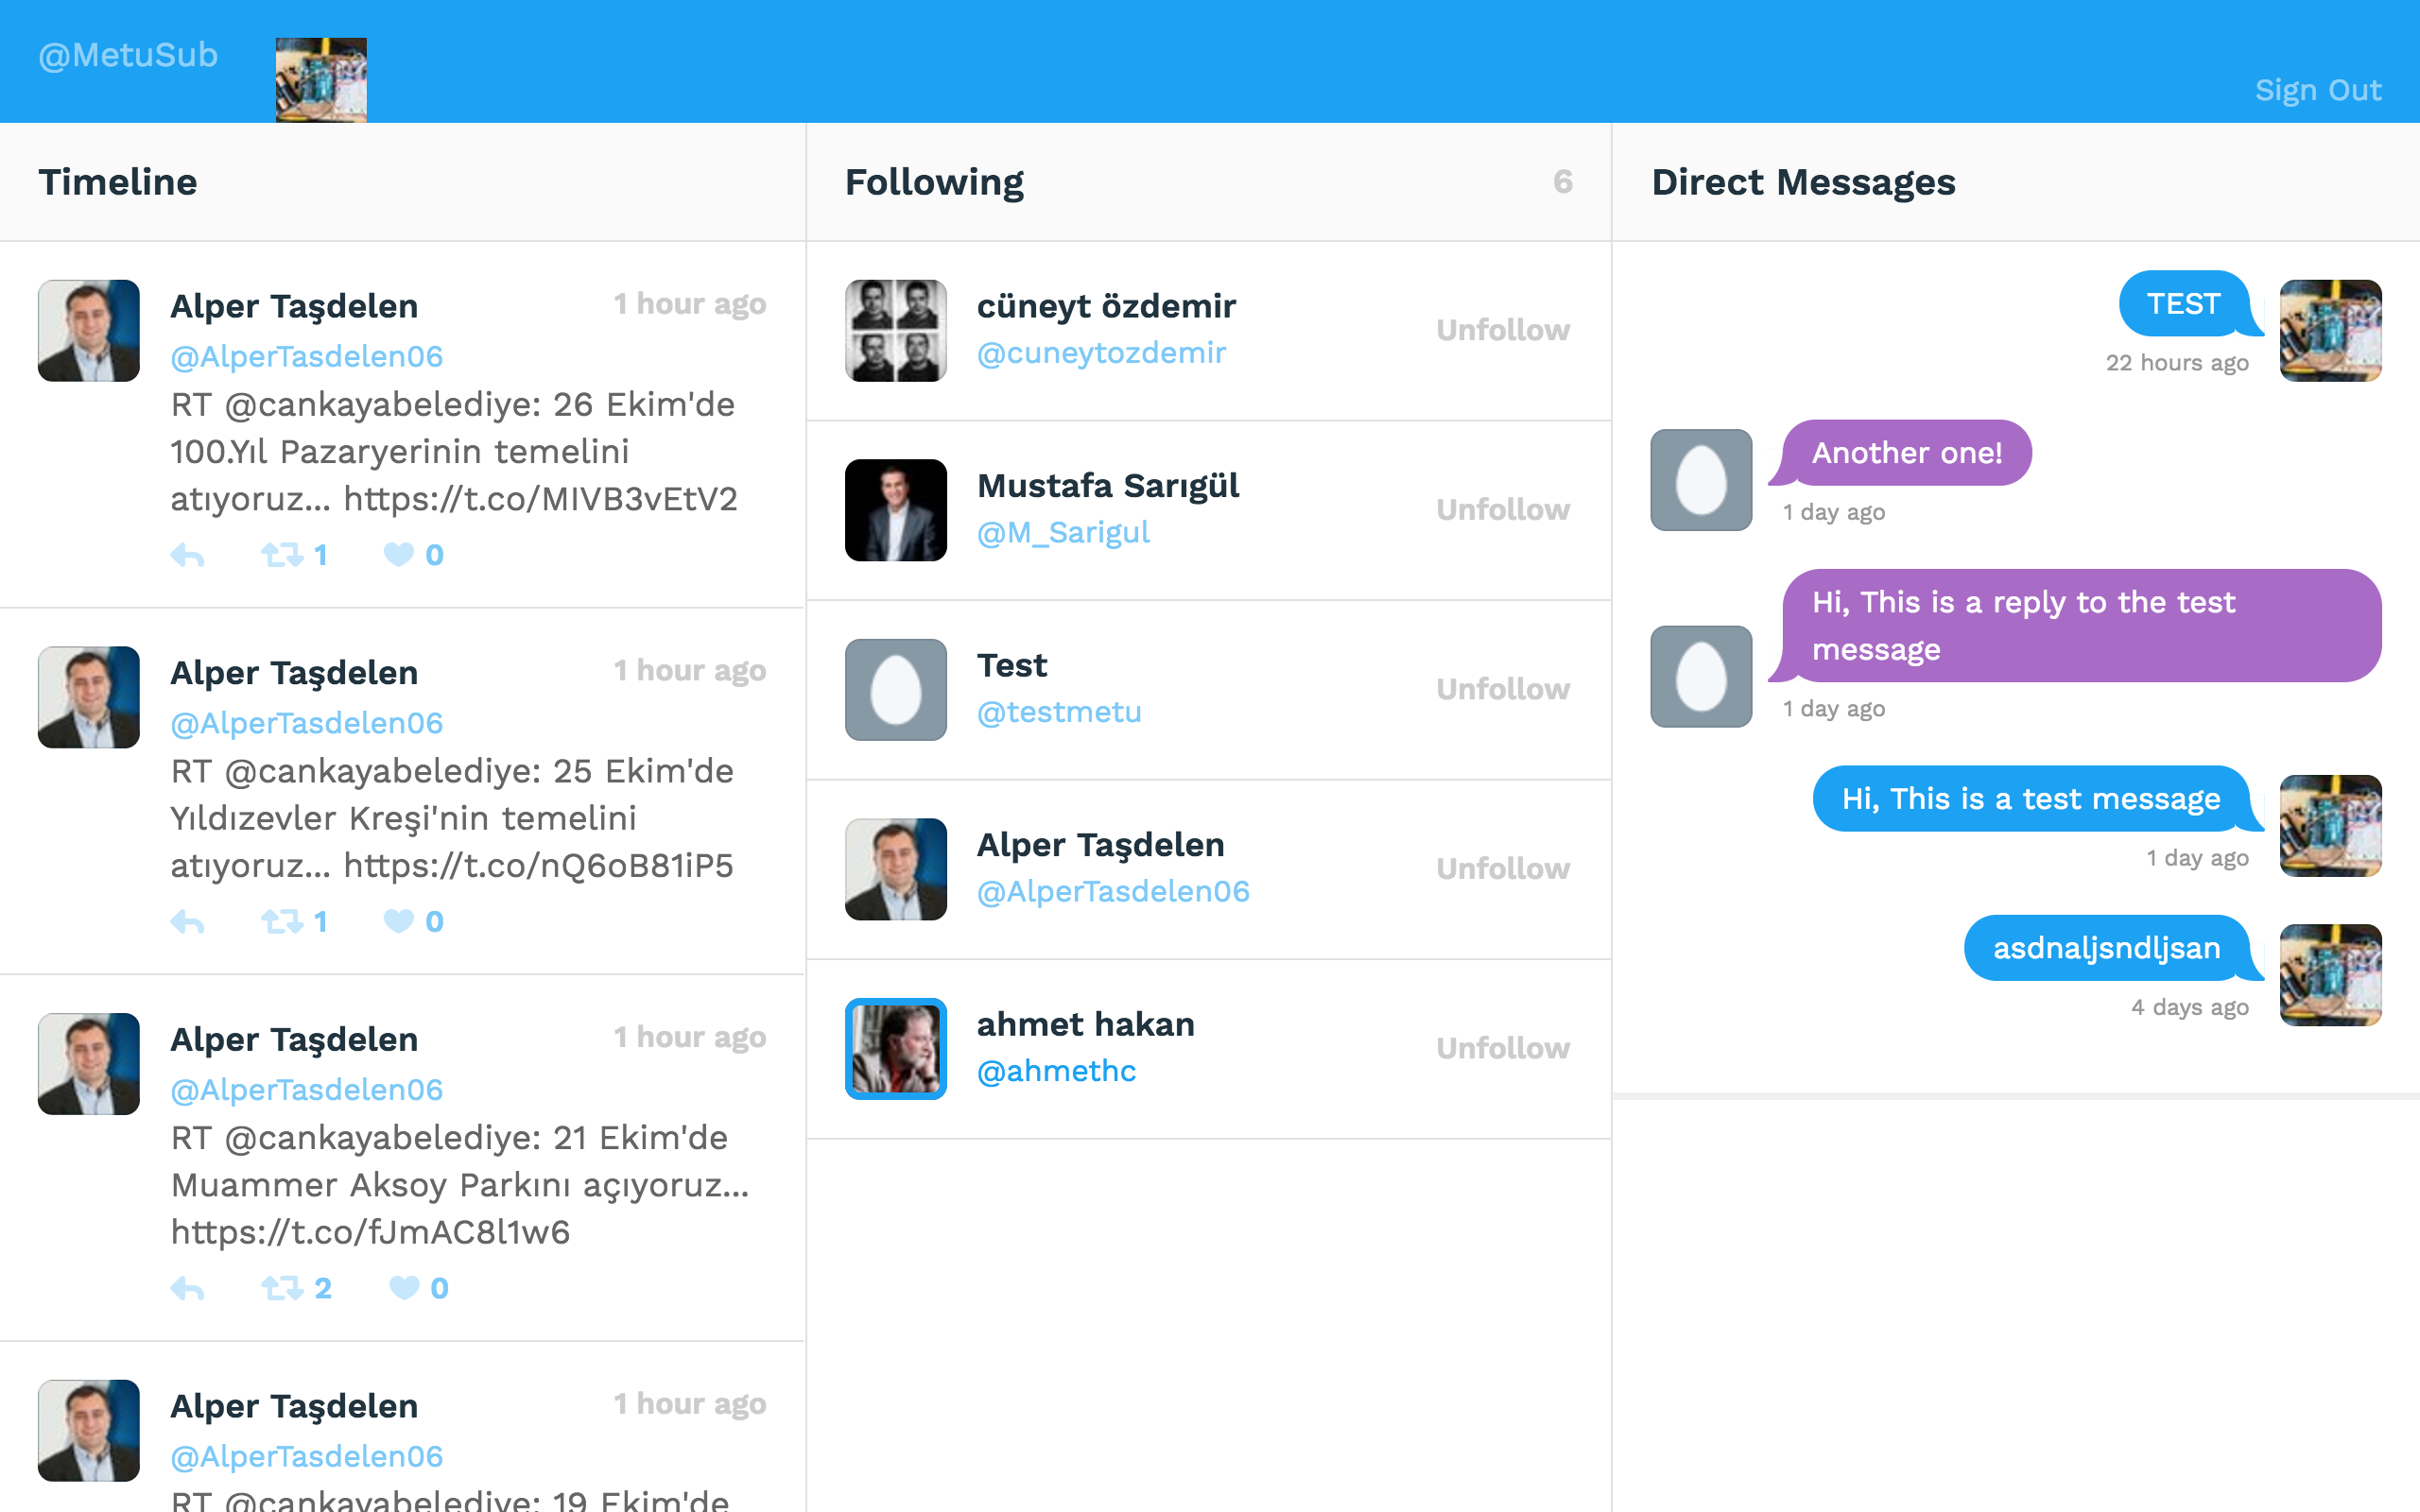 @MetuSub
Sign Out
Timeline
Alper Taşdelen
1 hour ago
@AlperTasdelen06
RT @cankayabelediye: 26 Ekim'de
100.Yıl Pazaryerinin temelini
atıyoruz... https://t.co/MIVB3vEtV2
1 0
Alper Taşdelen
1 hour ago
@AlperTasdelen06
RT @cankayabelediye: 25 Ekim'de
Yıldızevler Kreşi'nin temelini
atıyoruz... https://t.co/nQ6oB81iP5
1 0
Alper Taşdelen
1 hour ago
@AlperTasdelen06
RT @cankayabelediye: 21 Ekim'de
Muammer Aksoy Parkını açıyoruz...
https://t.co/fJmAC8l1w6
2 0
Alper Taşdelen
1 hour ago
@AlperTasdelen06
RT @cankayabelediye: 19 Ekim'de
Following
6
cüneyt özdemir
@cuneytozdemir
Unfollow
Mustafa Sarıgül
@M_Sarigul
Unfollow
Test
@testmetu
Unfollow
Alper Taşdelen
@AlperTasdelen06
Unfollow
ahmet hakan
@ahmethc
Unfollow
Direct Messages
TEST
22 hours ago
Another one!
1 day ago
Hi, This is a reply to the test
message
1 day ago
Hi, This is a test message
1 day ago
asdnaljsndljsan
4 days ago